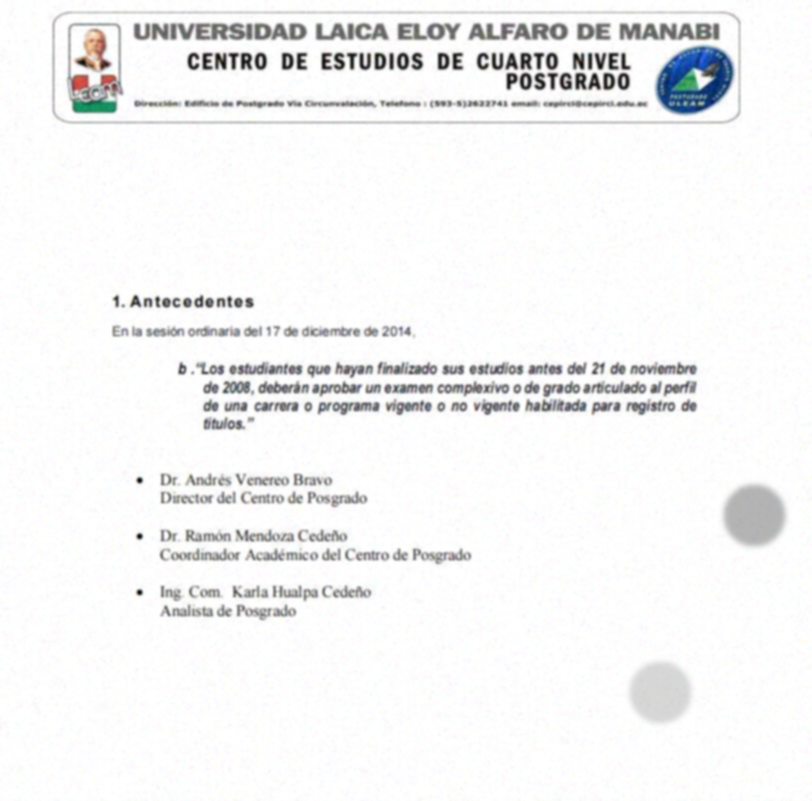 UNIVERSIDAD LAICA ELOY ALFARO DE MANABI
CENTRO DE ESTUDIOS DE CUARTO NIVEL
POSTGRADO
Dirección: Edificio de Postgrado Via Circunvalación, Telefono : (593-5)2622741 email: cepirci@cepirci.edu.ec
POSTGRADO
ULEAM
1. Antecedentes
En la sesión ordinaria del 17 de diciembre de 2014,
b ."Los estudiantes que hayan finalizado sus estudios antes del 21 de noviembre
de 2008, deberán aprobar un examen complexivo o de grado articulado al perfil
de una carrera o programa vigente o no vigente habilitada para registro de
títulos."
• Dr. Andrés Venereo Bravo
Director del Centro de Posgrado
• Dr. Ramón Mendoza Cedeño
Coordinador Académico del Centro de Posgrado
• Ing. Com. Karla Hualpa Cedeño
Analista de Posgrado